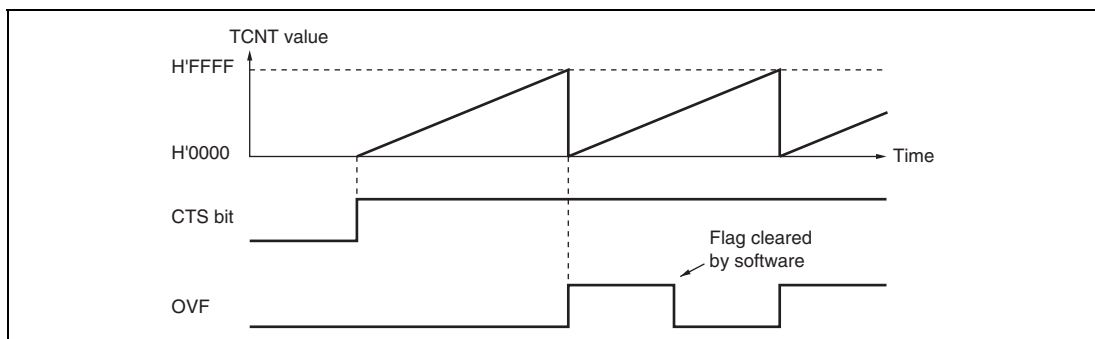 TCNT value
H'FFFF
H'0000
Time
CTS bit
Flag cleared
by software
OVF